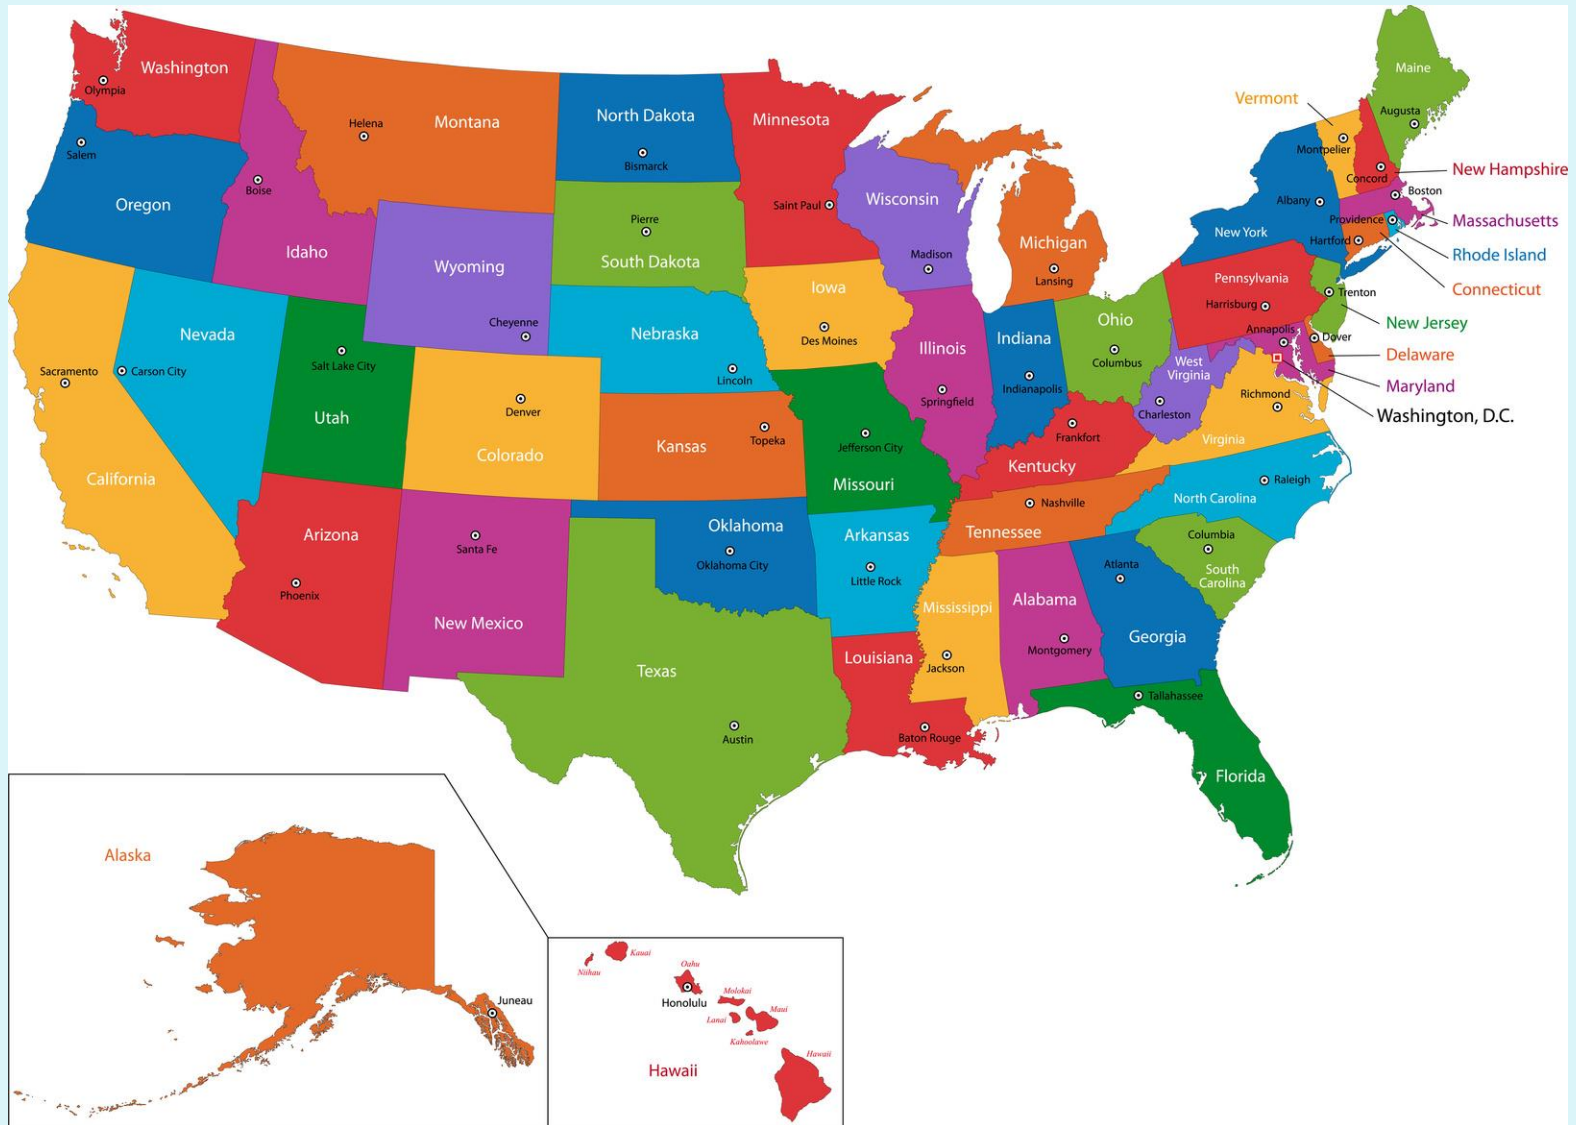 Washington
Olympia
Oregon
Salem
California
Sacramento
Nevada
Carson City
Idaho
Boise
Montana
Helena
Wyoming
Cheyenne
Utah
Salt Lake City
Colorado
Denver
Arizona
Phoenix
New Mexico
Santa Fe
North Dakota
Bismarck
Pierre
South Dakota
Nebraska
Lincoln
Kansas
Topeka
Oklahoma
Oklahoma City
Texas
Austin
Minnesota
Saint Paul
Iowa
Des Moines
Jefferson City
Missouri
Arkansas
Little Rock
Louisiana
Baton Rouge
Wisconsin
Madison
Illinois
Springfield
Michigan
Lansing
Indiana
Indianapolis
Ohio
Columbus
Frankfort
Kentucky
Nashville
Tennessee
Mississippi
Jackson
Alabama
Montgomery
Atlanta
Georgia
Tallahassee
Florida
Columbia
South
Carolina
Raleigh
North Carolina
Richmond
Virginia
West
Virginia
Charleston
Pennsylvania
Harrisburg
Annapolis
Dover
Trenton
New York
Albany
Vermont
Montpelier
Maine
Augusta
Concord
New Hampshire
Boston
Massachusetts
Providence
Rhode Island
Hartford
Connecticut
New Jersey
Delaware
Maryland
Washington, D.C.
Alaska
Juneau
Kauai
Niihau
Oahu
Honolulu
Molokai
Lanai
Maui
Kahoolawe
Hawaii
Hawaii